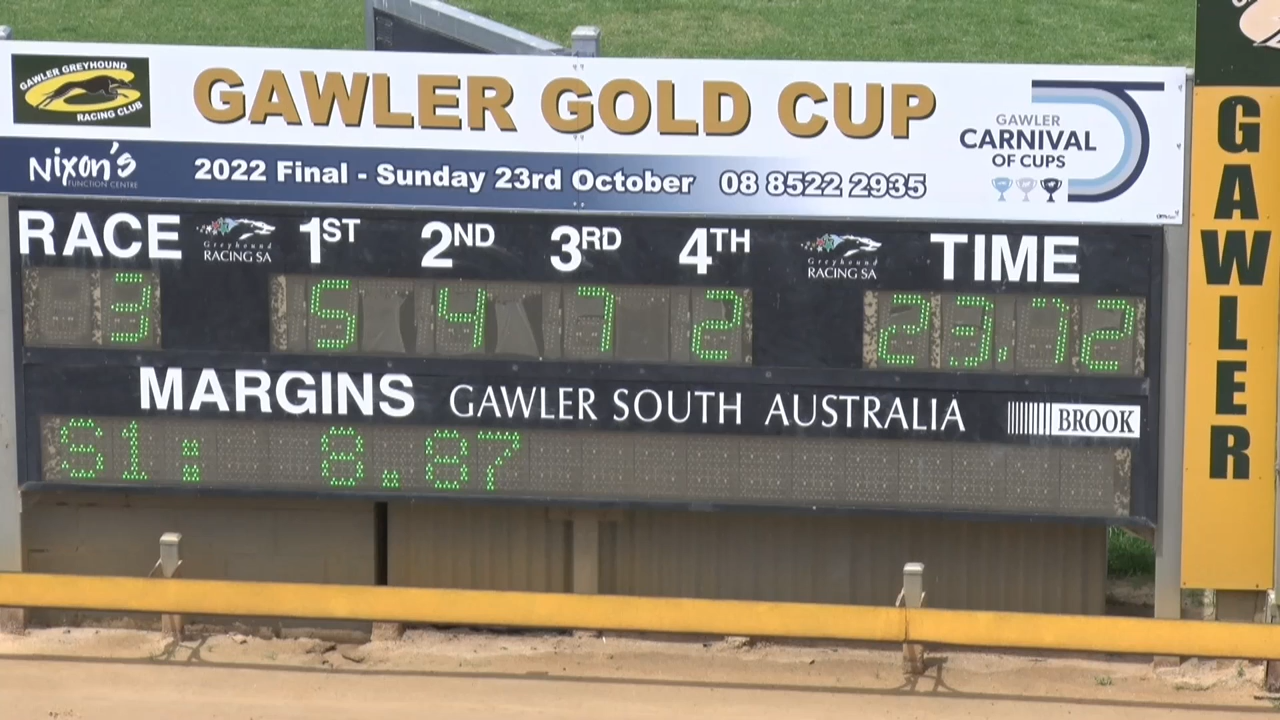 GAWLER GREYHOUND
RACING CLUB
GAWLER GOLD CUP
GAWLER
CARNIVAL
OF CUPS
Nixon's
FUNCTION CENTRE
2022 Final - Sunday 23rd October 08 8522 2935
RACE
Greyhound
RACING SA
1ST 2ND 3RD 4TH
Greyhound
RACING SA
TIME
3 5 4 7 2 23.72
MARGINS GAWLER SOUTH AUSTRALIA BROOK
S1: 8.87
GAWLER